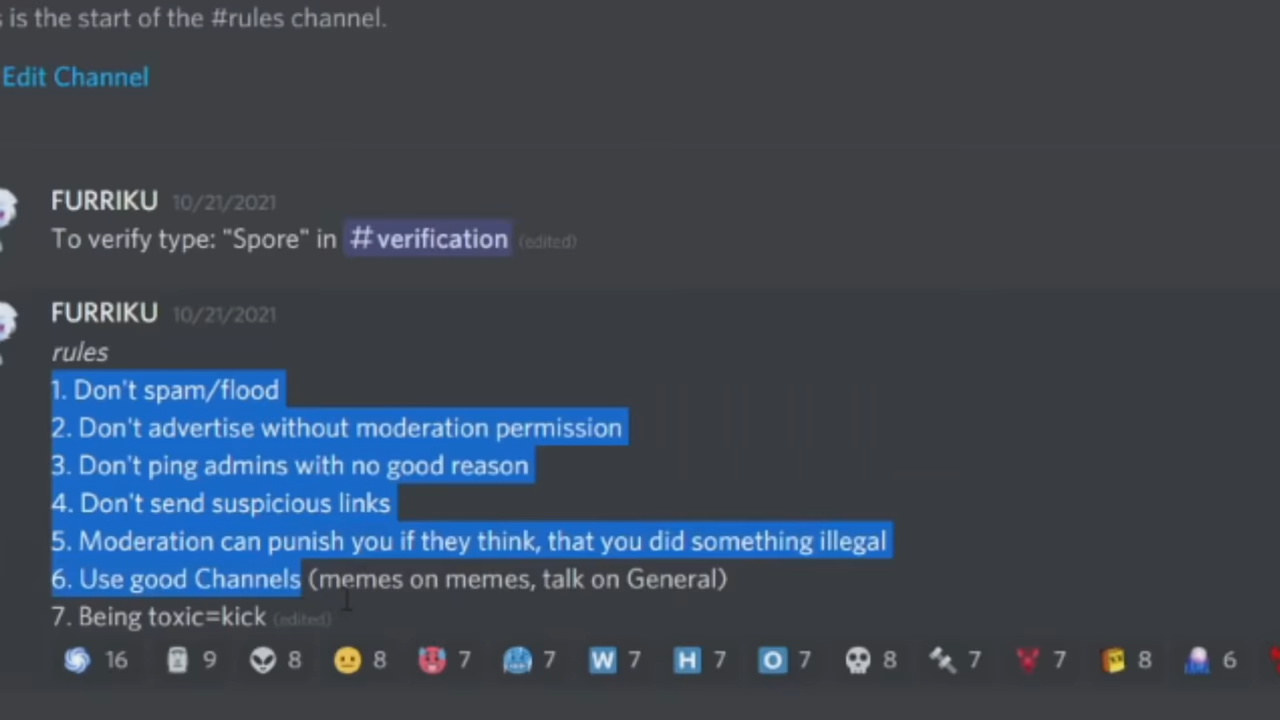 is the start of the #rules channel.
Edit Channel
FURRIKU 10/21/2021
To verify type: "Spore" in #verification (edited)
FURRIKU 10/21/2021
rules
1. Don't spam/flood
2. Don't advertise without moderation permission
3. Don't ping admins with no good reason
4. Don't send suspicious links
5. Moderation can punish you if they think, that you did something illegal
6. Use good Channels (memes on memes, talk on General)
7. Being toxic=kick (edited)
16 9 8 8 7 7 W 7 H 7 O 7 8 7 7 8 6